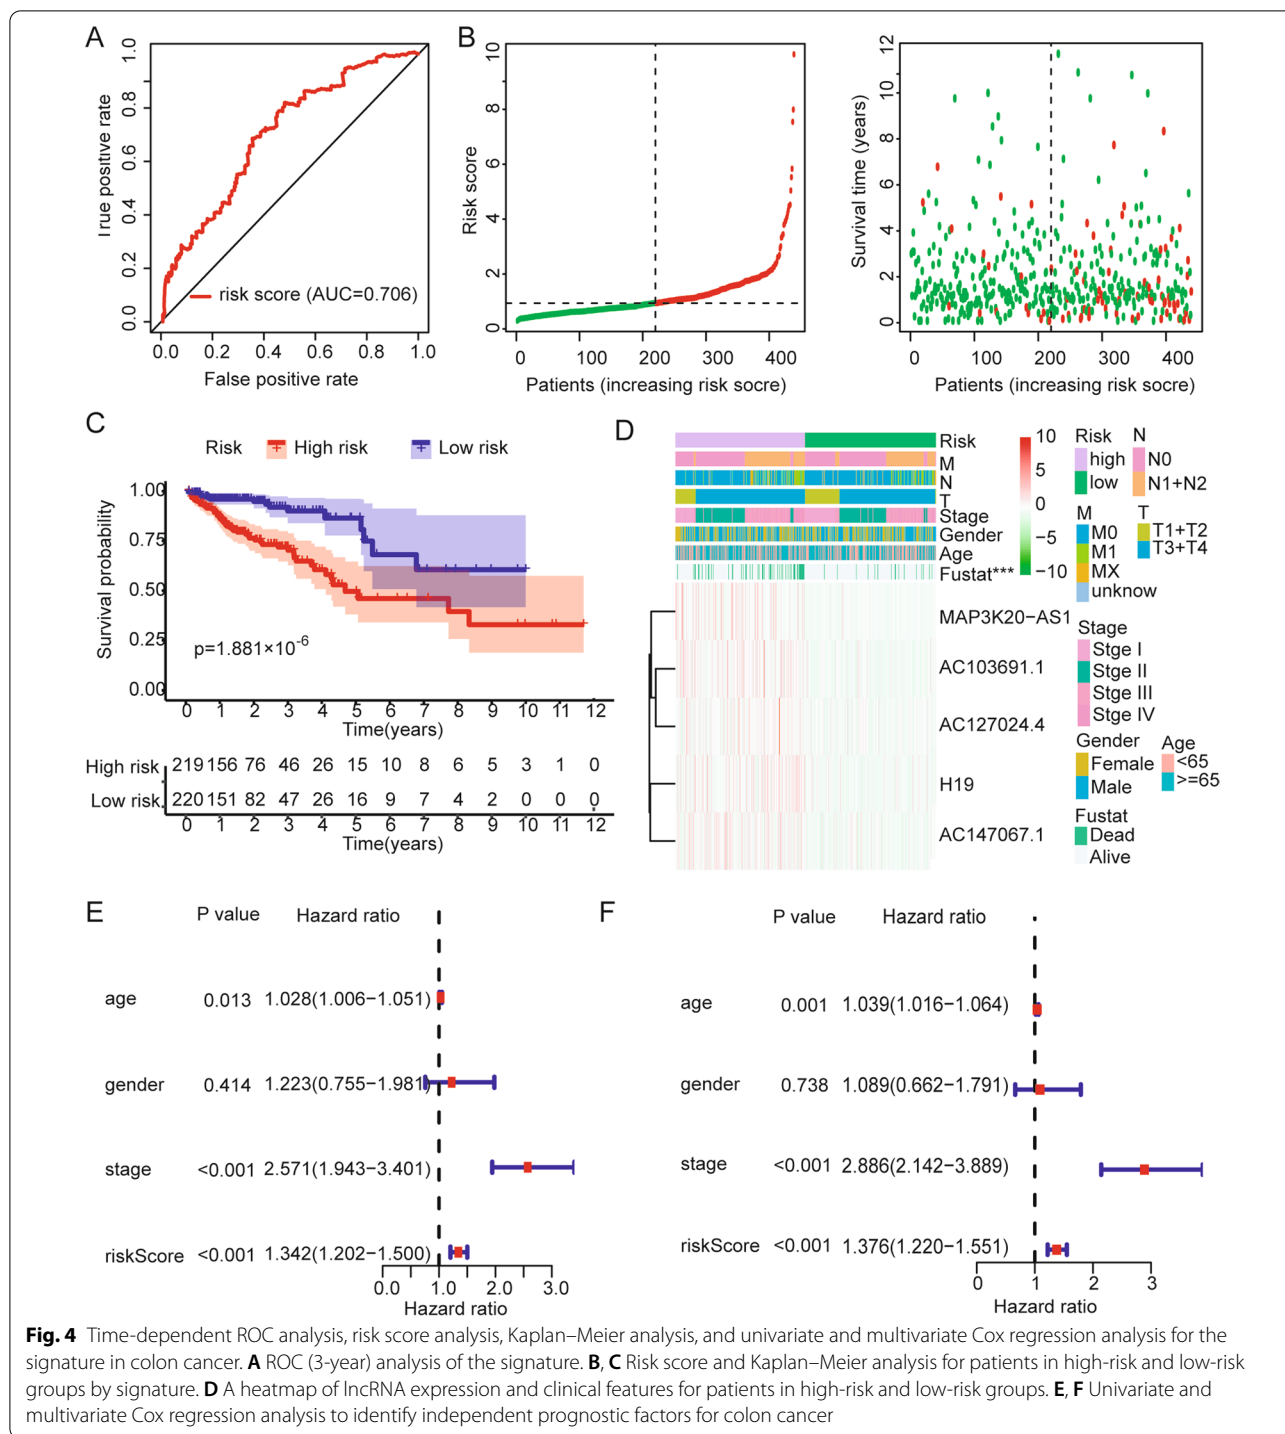 A
True positive rate
0.0 0.2 0.4 0.6 0.8 1.0
risk score (AUC=0.706)
0.0 0.2 0.4 0.6 0.8 1.0
False positive rate
B
Risk score
0 2 4 6 8 10
0 100 200 300 400
Patients (increasing risk socre)
Survival time (years)
0 2 4 6 8 10 12
0 100 200 300 400
Patients (increasing risk socre)
C
Risk High risk Low risk
Survival probability
1.00
0.75
0.50
0.25
0.00
p=1.881×10-6
0 1 2 3 4 5 6 7 8 9 10 11 12
Time(years)
High risk 219 156 76 46 26 15 10 8 6 5 3 1 0
Low risk 220 151 82 47 26 16 9 7 4 2 0 0 0
0 1 2 3 4 5 6 7 8 9 10 11 12
Time(years)
D
Risk
M
N
T
Stage
Gender
Age
Fustat***
MAP3K20−AS1
AC103691.1
AC127024.4
H19
AC147067.1
10
5
0
−5
−10
Risk
high
low
N
N0
N1+N2
M
M0
M1
MX
unknow
T
T1+T2
T3+T4
Stage
Stge I
Stge II
Stge III
Stge IV
Gender
Female
Male
Age
<65
>=65
Fustat
Dead
Alive
E
P value Hazard ratio
age 0.013 1.028(1.006−1.051)
gender 0.414 1.223(0.755−1.981)
stage <0.001 2.571(1.943−3.401)
riskScore <0.001 1.342(1.202−1.500)
0.0 1.0 2.0 3.0
Hazard ratio
F
P value Hazard ratio
age 0.001 1.039(1.016−1.064)
gender 0.738 1.089(0.662−1.791)
stage <0.001 2.886(2.142−3.889)
riskScore <0.001 1.376(1.220−1.551)
0 1 2 3
Hazard ratio
Fig. 4 Time-dependent ROC analysis, risk score analysis, Kaplan–Meier analysis, and univariate and multivariate Cox regression analysis for the
signature in colon cancer. A ROC (3-year) analysis of the signature. B, C Risk score and Kaplan–Meier analysis for patients in high-risk and low-risk
groups by signature. D A heatmap of lncRNA expression and clinical features for patients in high-risk and low-risk groups. E, F Univariate and
multivariate Cox regression analysis to identify independent prognostic factors for colon cancer